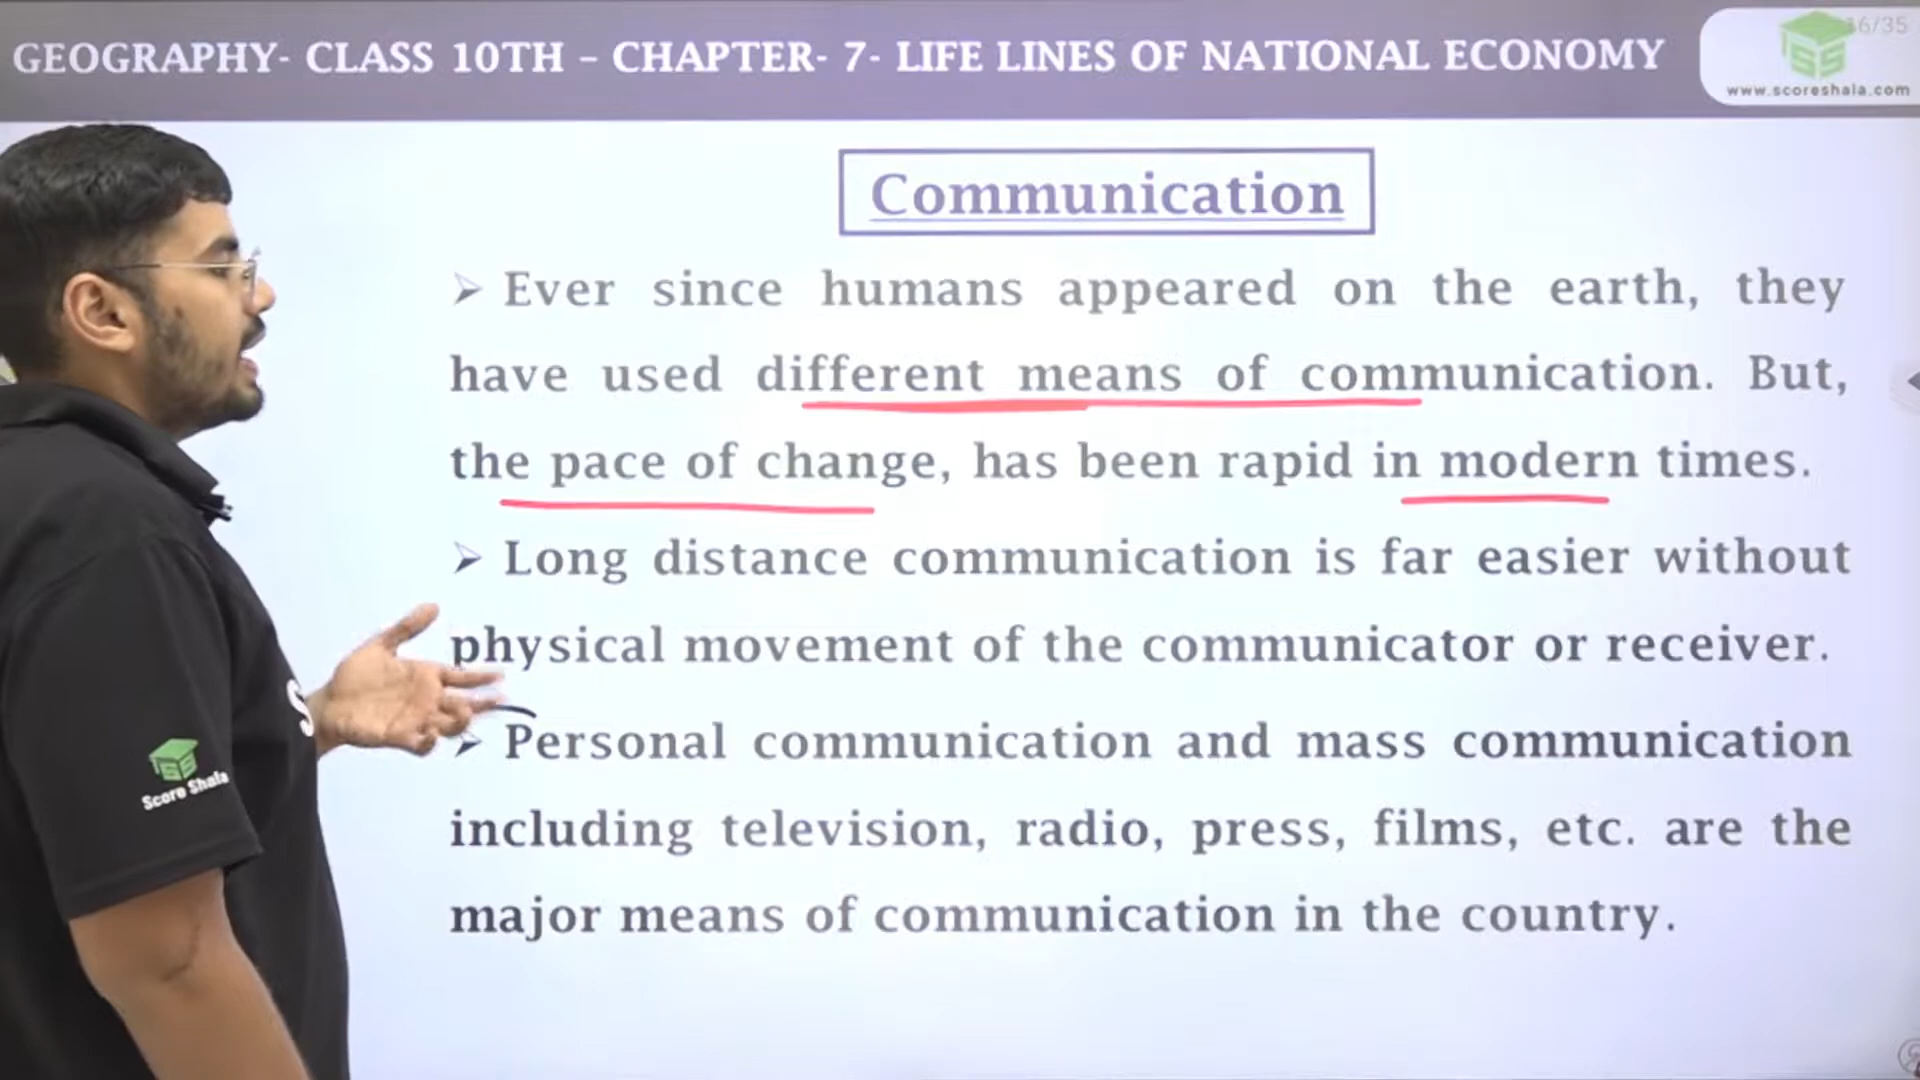 GEOGRAPHY- CLASS 10TH – CHAPTER- 7- LIFE LINES OF NATIONAL ECONOMY
16/35
www.scoreshala.com
Communication
➢ Ever since humans appeared on the earth, they
have used different means of communication. But,
the pace of change, has been rapid in modern times.
➢ Long distance communication is far easier without
physical movement of the communicator or receiver.
➢ Personal communication and mass communication
including television, radio, press, films, etc. are the
major means of communication in the country.
S
Score Shala